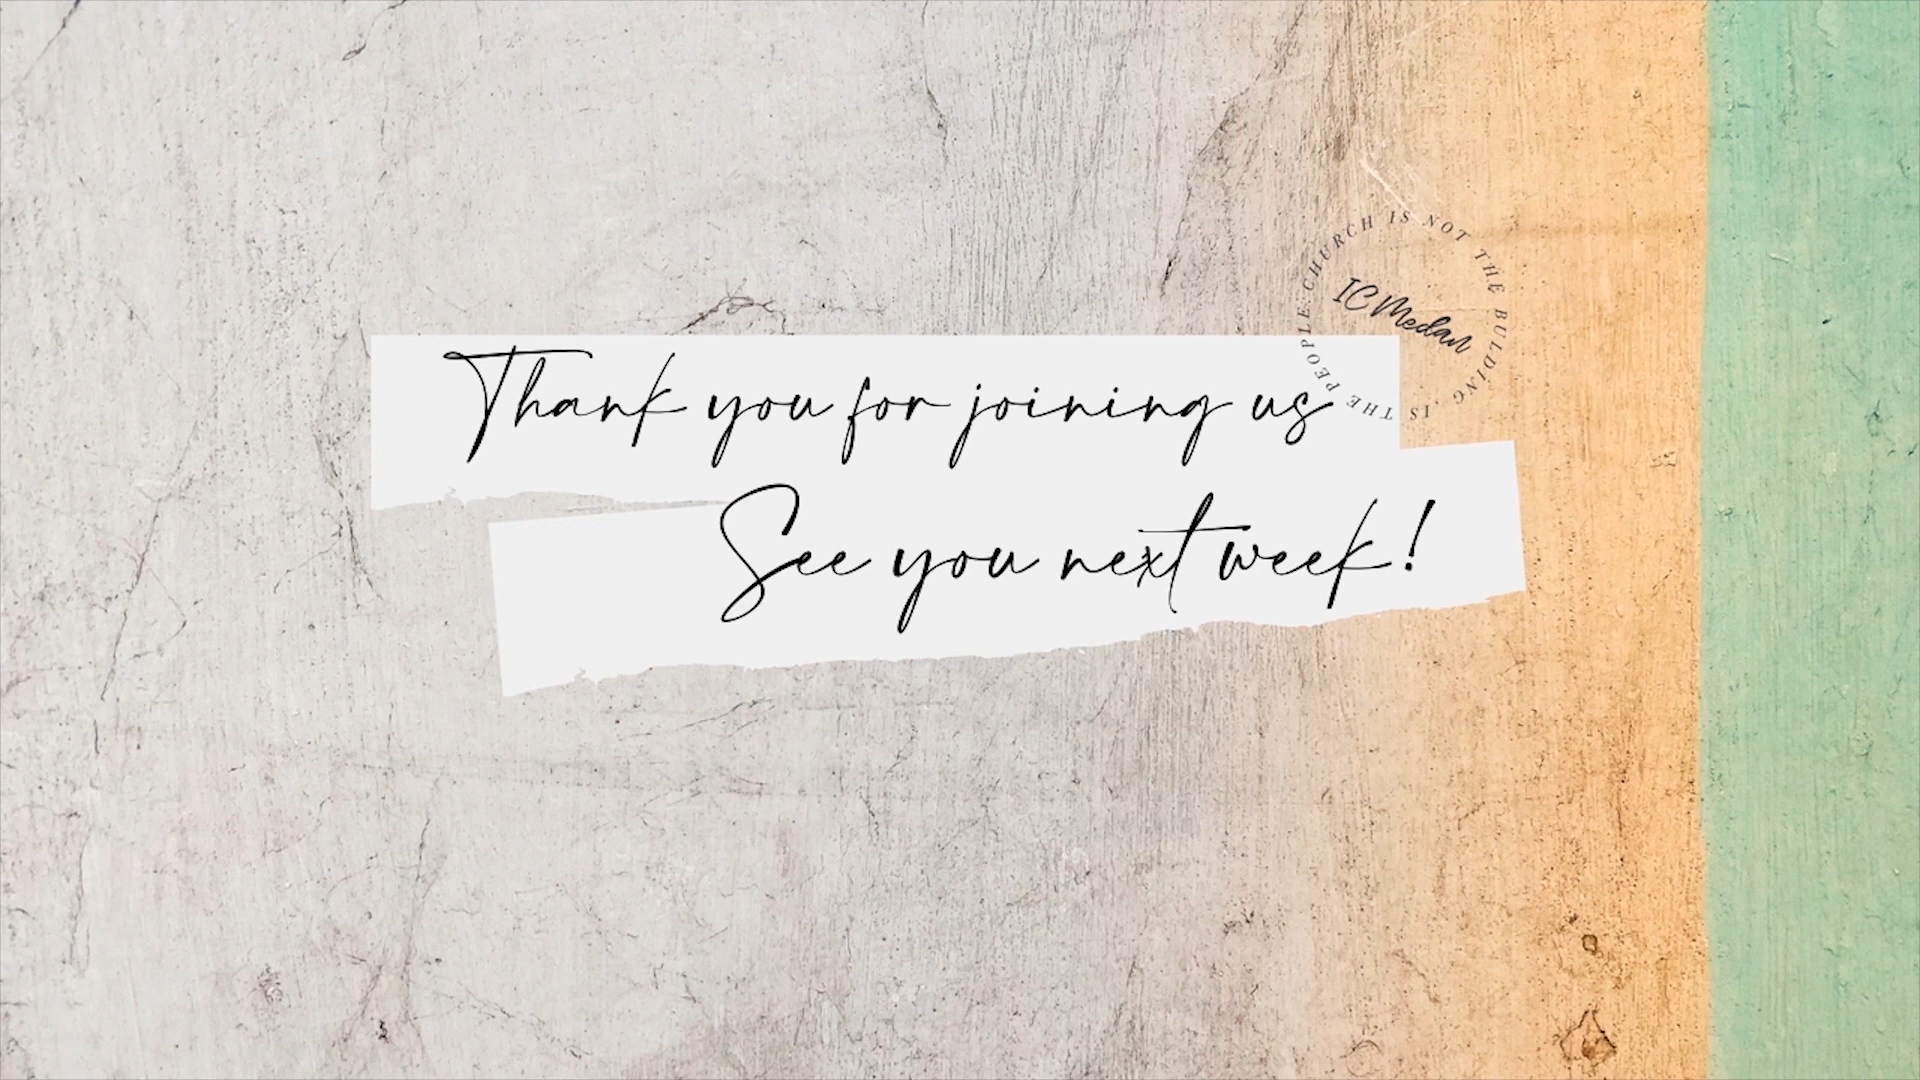 CHURCH IS NOT THE BUILDING, IS THE PEOPLE.
IC Medan
Thank you for joining us
See you next week!